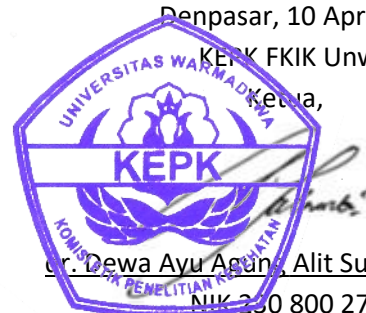 Denpasar, 10 Apr
KEPK FKIK Unw
Ketua,
UNIVERSITAS WARMADEWA
KEPK
KOMISI ETIK PENELITIAN KESEHATAN
dr. Dewa Ayu Agung Alit Su
NIK 230 800 27